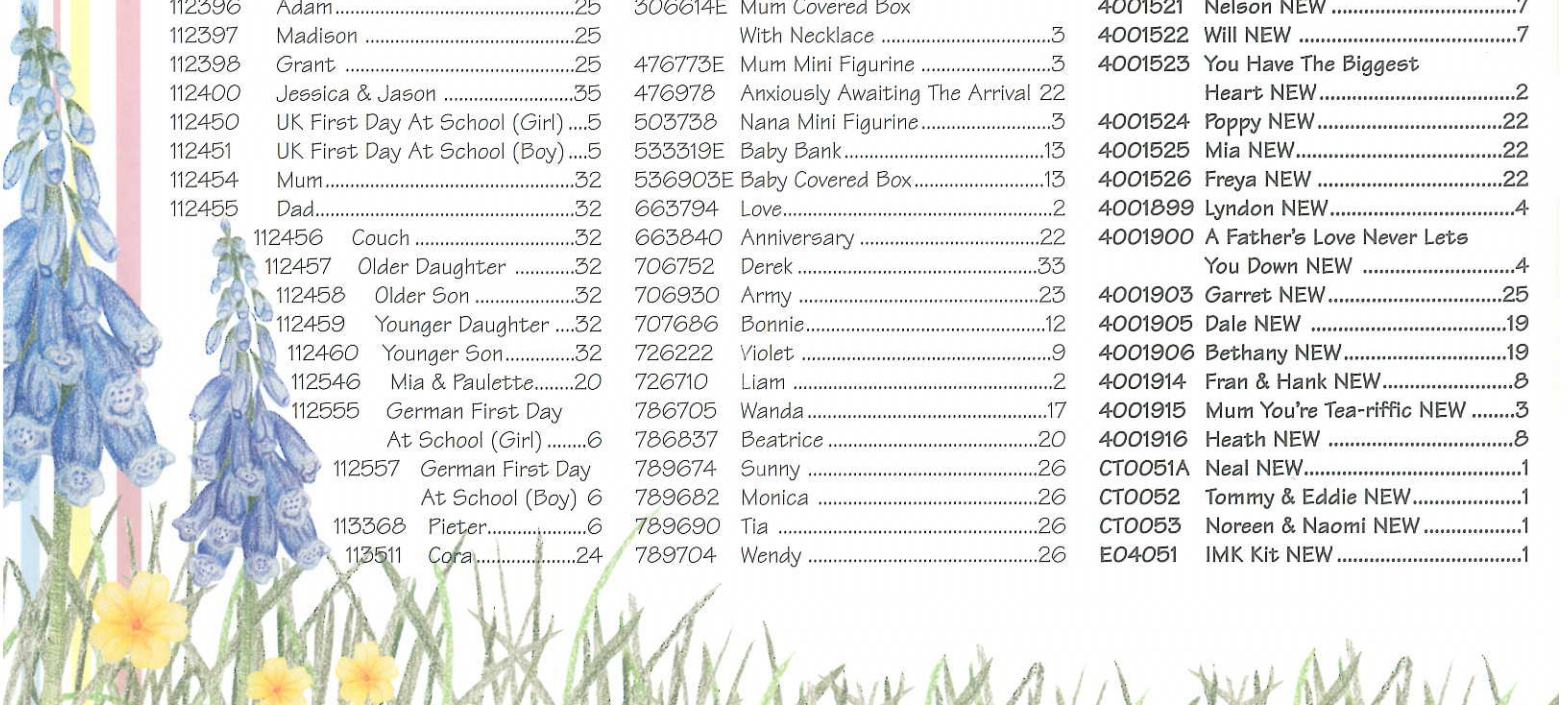 112396 Adam..............................25
112397 Madison ..........................25
112398 Grant .............................25
112400 Jessica & Jason ................35
112450 UK First Day At School (Girl) ....5
112451 UK First Day At School (Boy) ....5
112454 Mum...............................32
112455 Dad................................32
112456 Couch ....................32
112457 Older Daughter ...........32
112458 Older Son ................32
112459 Younger Daughter ....32
112460 Younger Son............32
112546 Mia & Paulette........20
112555 German First Day
At School (Girl) ........6
112557 German First Day
At School (Boy) 6
113368 Pieter...............6
113511 Cora...................24
306614E Mum Covered Box
With Necklace ......................3
476773E Mum Mini Figurine .................3
476978 Anxiously Awaiting The Arrival 22
503738 Nana Mini Figurine.................3
533319E Baby Bank..........................13
536903E Baby Covered Box................13
663794 Love...................................2
663840 Anniversary .......................22
706752 Derek ...............................33
706930 Army ...............................23
707686 Bonnie..............................12
726222 Violet .................................9
726710 Liam ..................................2
786705 Wanda..............................17
786837 Beatrice ...........................20
789674 Sunny .............................26
789682 Monica ............................26
789690 Tia .................................26
789704 Wendy .............................26
4001521 Nelson NEW .......................7
4001522 Will NEW ............................7
4001523 You Have The Biggest
Heart NEW.........................2
4001524 Poppy NEW.......................22
4001525 Mia NEW..........................22
4001526 Freya NEW .......................22
4001899 Lyndon NEW.......................4
4001900 A Father's Love Never Lets
You Down NEW ...................4
4001903 Garret NEW......................25
4001905 Dale NEW ........................19
4001906 Bethany NEW....................19
4001914 Fran & Hank NEW................8
4001915 Mum You're Tea-riffic NEW .......3
4001916 Heath NEW .......................8
CT0051A Neal NEW..........................1
CT0052 Tommy & Eddie NEW.............1
CT0053 Noreen & Naomi NEW............1
E04051 IMK Kit NEW......................1